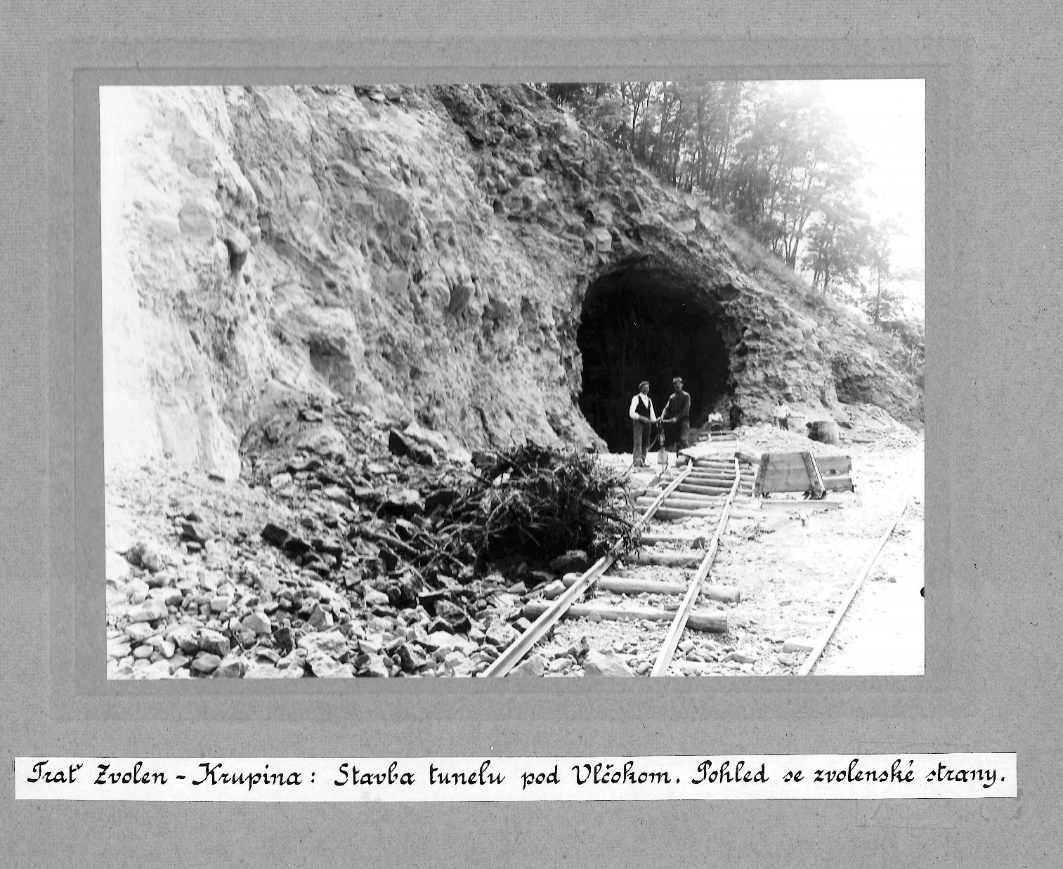 Trať Zvolen - Krupina: Stavba tunelu pod Vlčokom. Pohled se zvolenské strany.